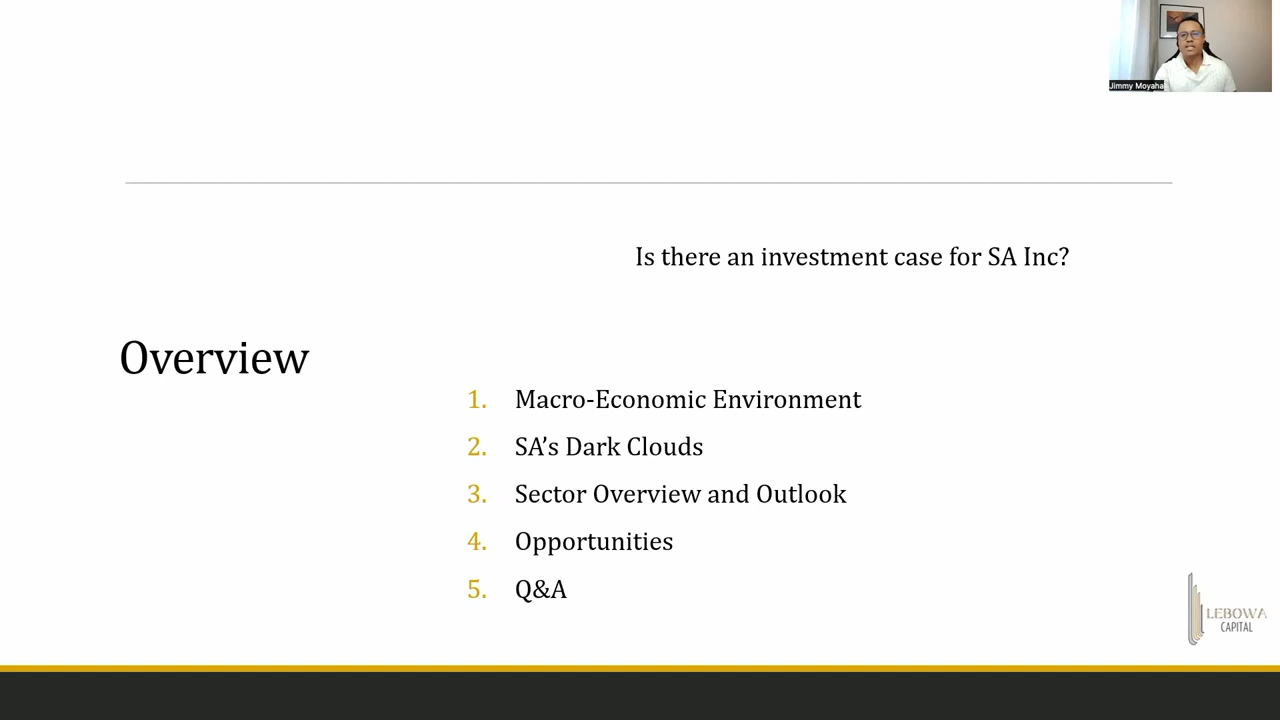 Jimmy Moyaha
Is there an investment case for SA Inc?
Overview
1. Macro-Economic Environment
2. SA’s Dark Clouds
3. Sector Overview and Outlook
4. Opportunities
5. Q&A
LEBOWA
CAPITAL